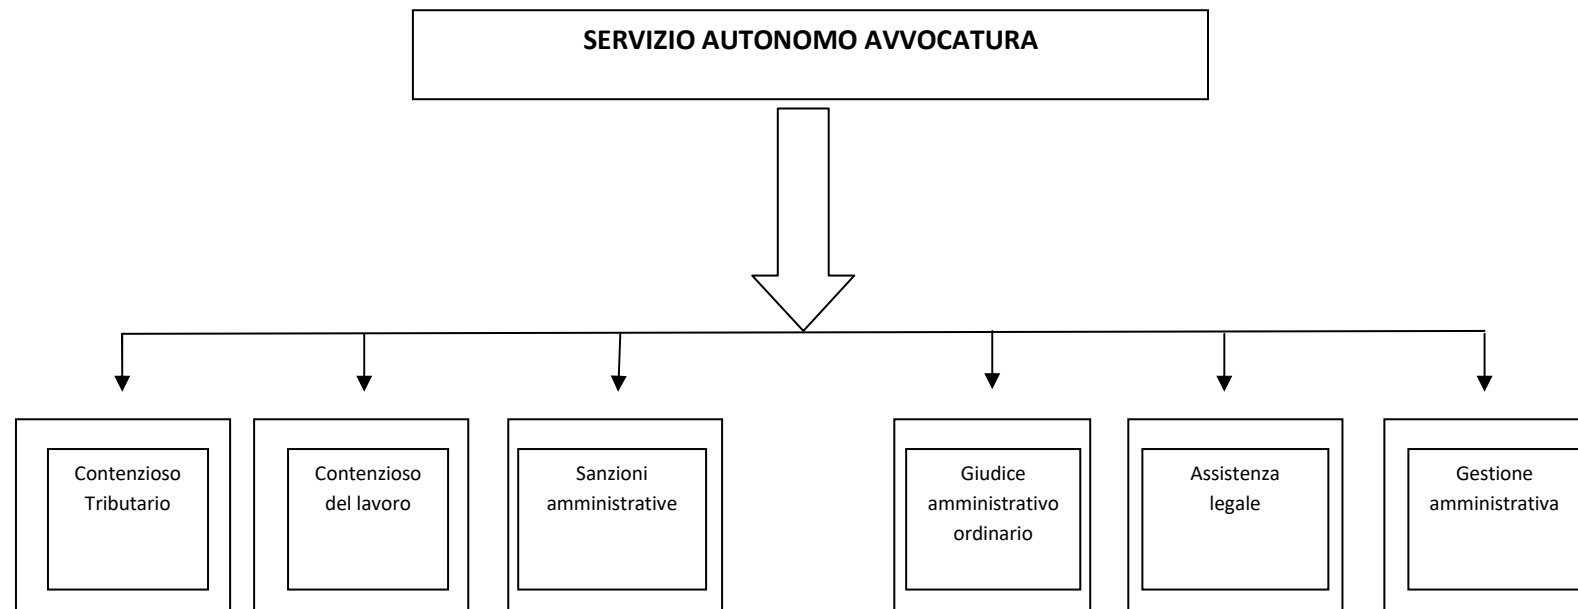 SERVIZIO AUTONOMO AVVOCATURA
Contenzioso
Tributario
Contenzioso
del lavoro
Sanzioni
amministrative
Giudice
amministrativo
ordinario
Assistenza
legale
Gestione
amministrativa